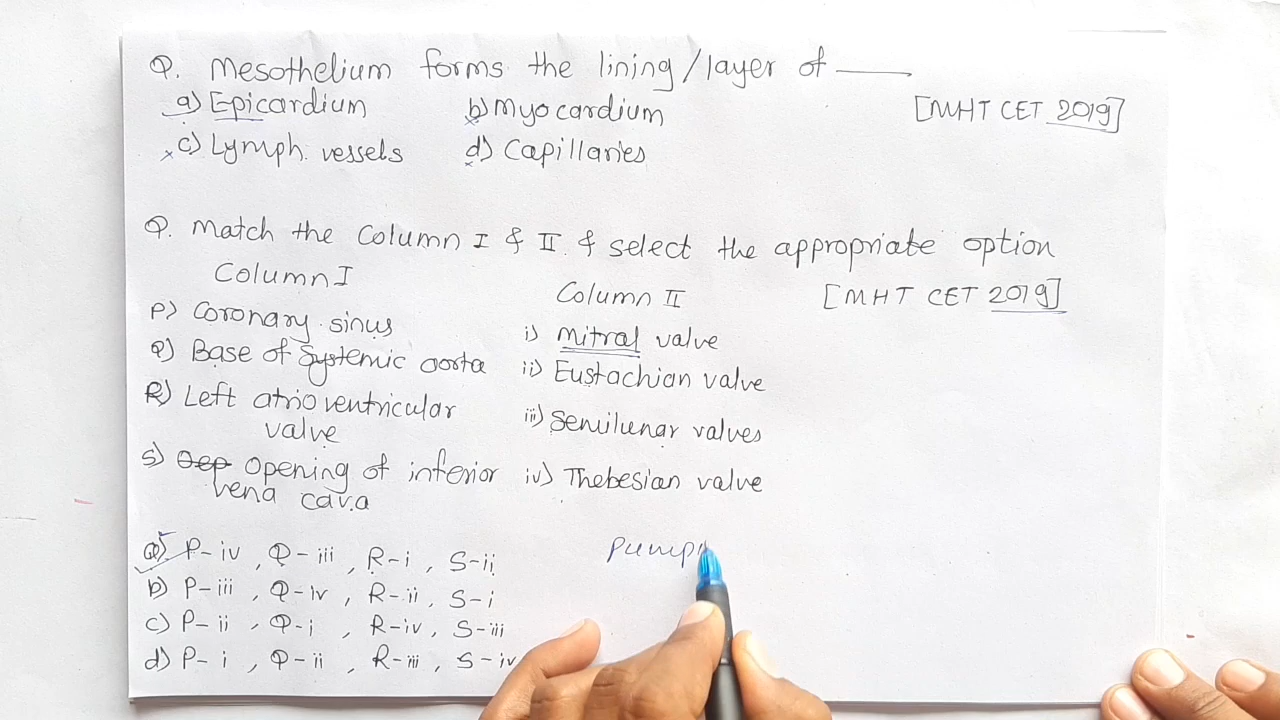 Q. Mesothelium forms the lining/layer of ———
a) Epicardium b) Myocardium [MHT CET 2019]
c) Lymph vessels d) Capillaries
Q. Match the Column I & II & select the appropriate option
Column I
Column II [MHT CET 2019]
P) Coronary sinus i) Mitral valve
Q) Base of Systemic aorta ii) Eustachian valve
R) Left atrioventricular iii) Semilunar valves
valve
S) Opening of inferior iv) Thebesian valve
vena cava
a) P-iv, Q-iii, R-i, S-ii
b) P-iii, Q-iv, R-ii, S-i
c) P-ii, Q-i, R-iv, S-iii
d) P-i, Q-ii, R-iii, S-iv